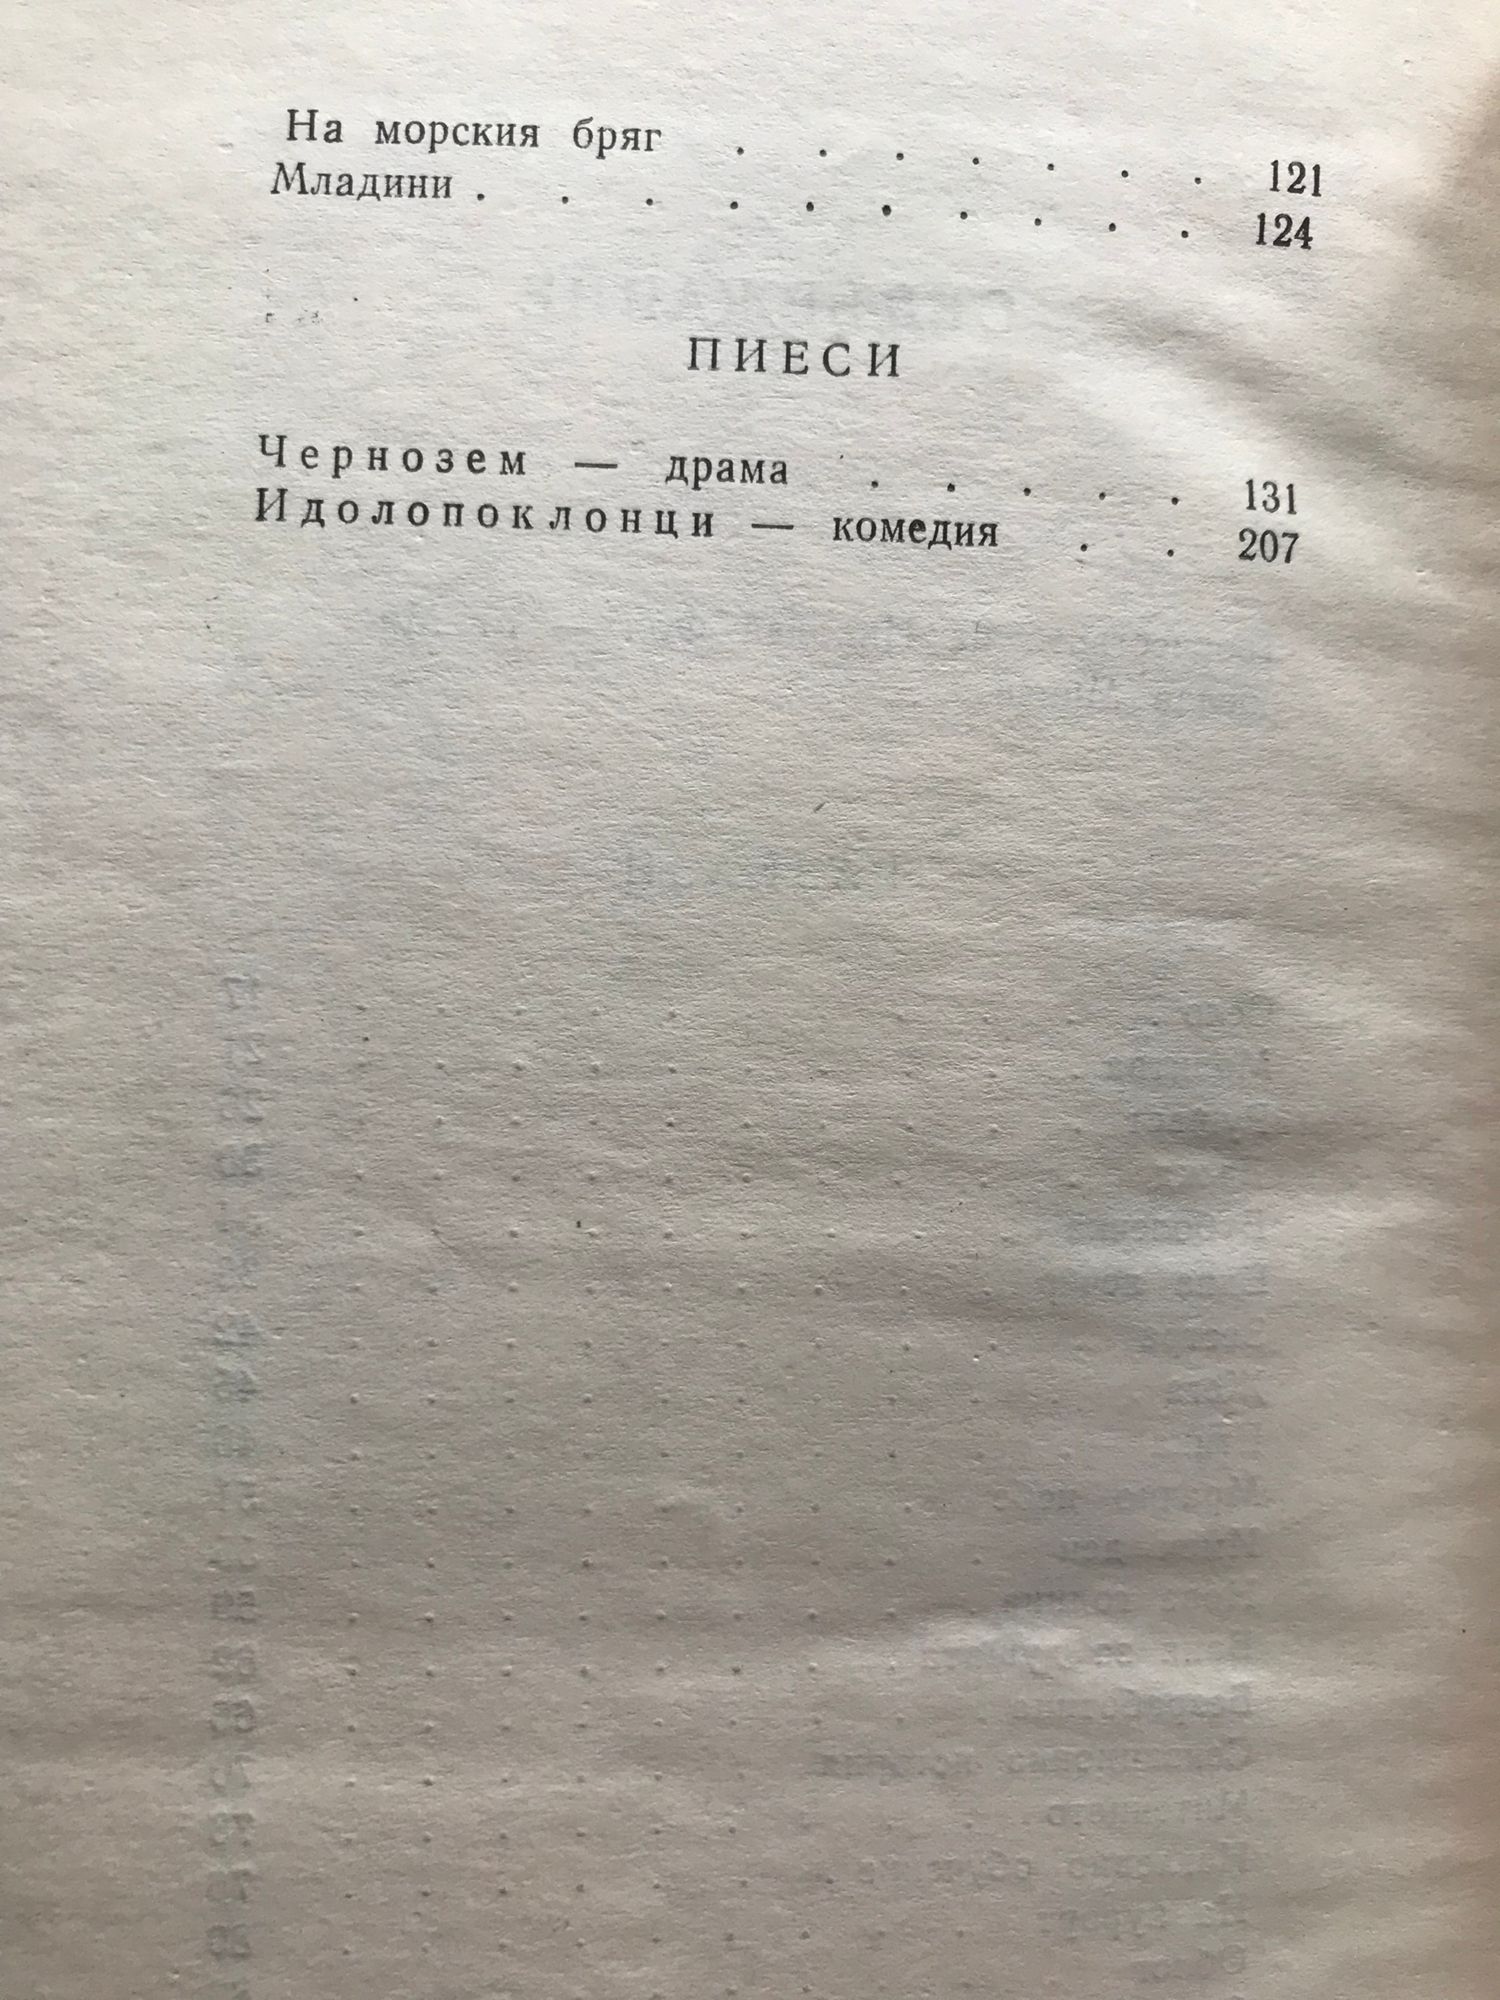 На морския бряг . . . . . . . 121
Младини . . . . . . . . . . 124
ПИЕСИ
Чернозем — драма . . . . . 131
Идолопоклонци — комедия . . 207